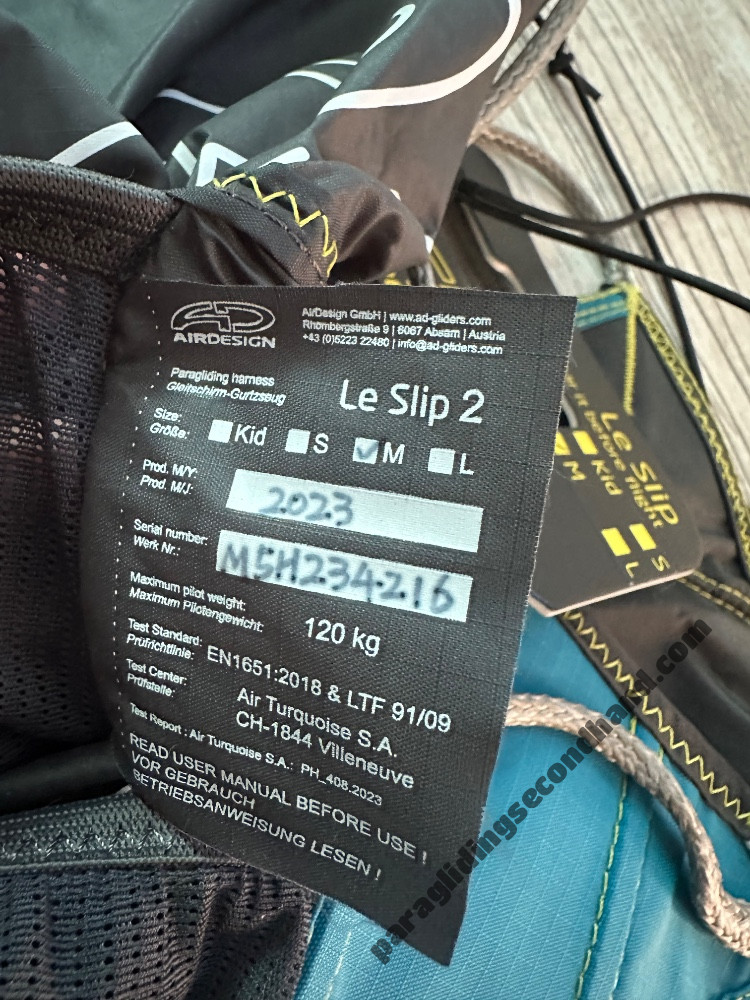 AIRDESIGN
AirDesign GmbH | www.ad-gliders.com
Rhombergstraße 9 | 6067 Absam | Austria
+43 (0)5223 22480 | info@ad-gliders.com
Paragliding harness
Gleitschirm-Gurtzeug
Le Slip 2
Size:
Größe:
Kid S M L
Prod. M/Y:
Prod. M/J:
2023
Serial number:
Werk Nr.:
M5H234216
Maximum pilot weight:
Maximum Pilotengewicht:
120 kg
Test Standard:
Prüfrichtlinie:
EN1651:2018 & LTF 91/09
Test Center:
Prüfstelle:
Air Turquoise S.A.
CH-1844 Villeneuve
Test Report : Air Turquoise S.A.: PH_408.2023
READ USER MANUAL BEFORE USE !
VOR GEBRAUCH
BETRIEBSANWEISUNG LESEN !
Le Slip
it before flight
Kid
M
S
L
paraglidingsecondhand.com